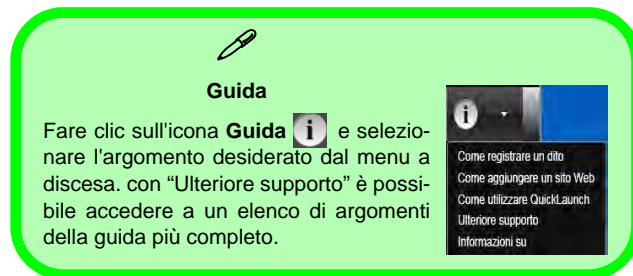 Guida
Fare clic sull'icona Guida i e selezio-
nare l'argomento desiderato dal menu a
discesa. con “Ulteriore supporto” è possi-
bile accedere a un elenco di argomenti
della guida più completo.
i
Come registrare un dito
Come aggiungere un sito Web
Come utilizzare QuickLaunch
Ulteriore supporto
Informazioni su